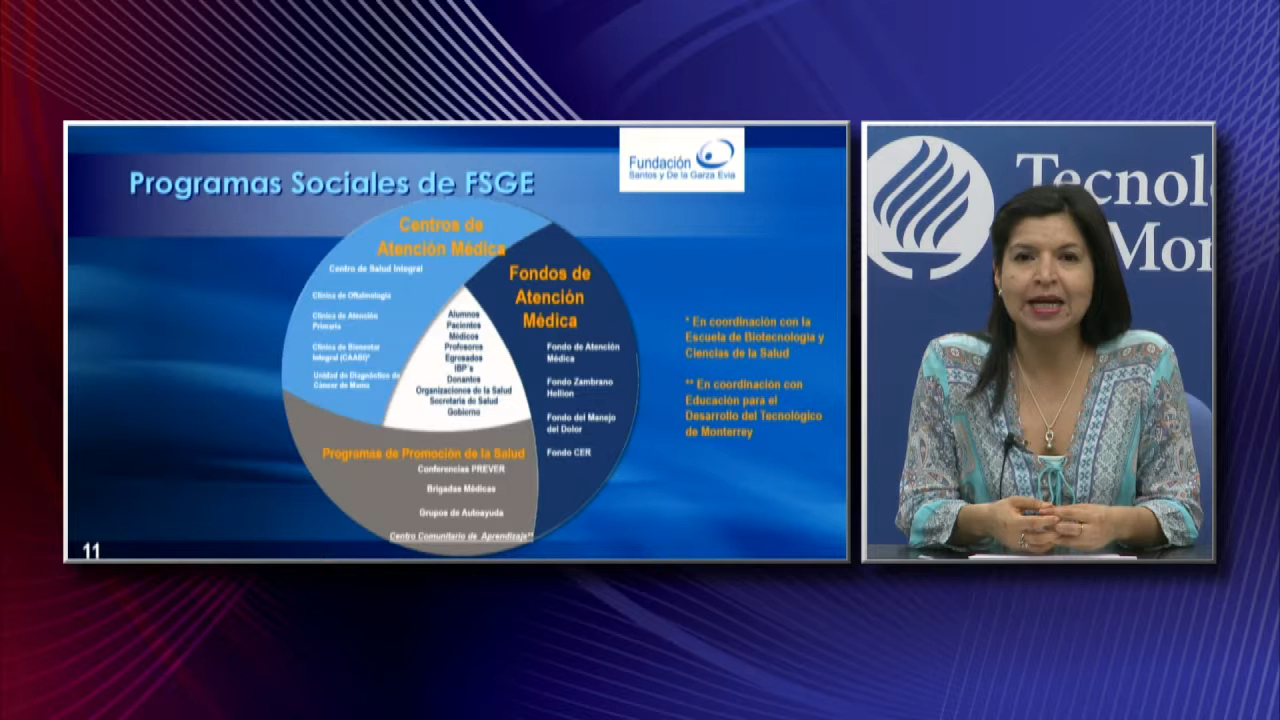 Programas Sociales de FSGE
Fundación
Santos y De la Garza Evia
Centros de
Atención Médica
Centro de Salud Integral
Clínica de Oftalmología
Clínica de Atención
Primaria
Clínica de Bienestar
Integral (CAABI)*
Unidad de Diagnóstico de
Cáncer de Mama
Fondos de
Atención
Médica
Fondo de Atención
Médica
Fondo Zambrano
Hellion
Fondo del Manejo
del Dolor
Fondo CER
Alumnos
Pacientes
Médicos
Profesores
Egresados
IBP´s
Donantes
Organizaciones de la Salud
Secretaria de Salud
Gobierno
Programas de Promoción de la Salud
Conferencias PREVER
Brigadas Médicas
Grupos de Autoayuda
Centro Comunitario de Aprendizaje**
* En coordinación con la
Escuela de Biotecnología y
Ciencias de la Salud
** En coordinación con
Educación para el
Desarrollo del Tecnológico
de Monterrey
11
Tecnol
Mon